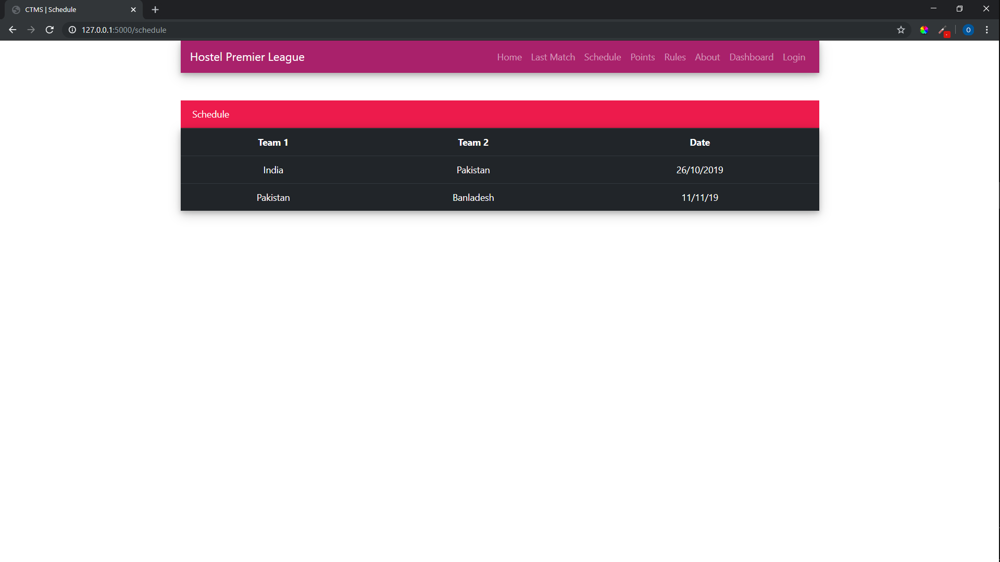 CTMS | Schedule
127.0.0.1:5000/schedule
O
Hostel Premier League Home Last Match Schedule Points Rules About Dashboard Login
Schedule
Team 1 Team 2 Date
India Pakistan 26/10/2019
Pakistan Banladesh 11/11/19